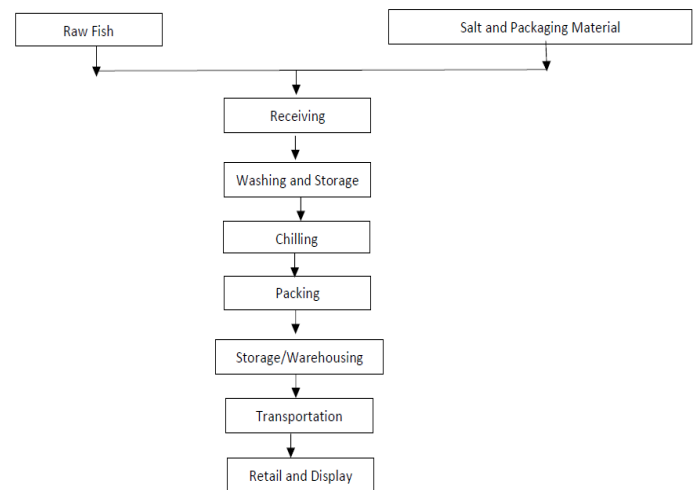 Raw Fish
Salt and Packaging Material
Receiving
Washing and Storage
Chilling
Packing
Storage/Warehousing
Transportation
Retail and Display